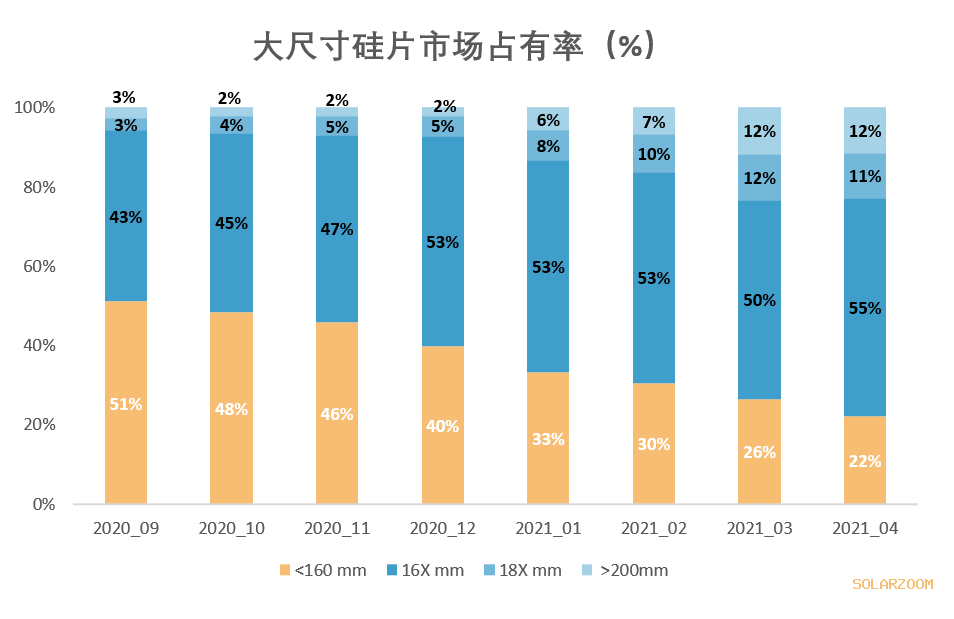 大尺寸硅片市场占有率（%）
3% 2% 2% 2%
100%
6% 7% 12% 12%
3% 4% 5% 5%
8% 10% 12% 11%
80%
43% 45% 47% 53%
60%
53% 53% 50% 55%
40%
51% 48% 46% 40%
20%
33% 30% 26% 22%
0%
2020_09 2020_10 2020_11 2020_12 2021_01 2021_02 2021_03 2021_04
<160 mm 16X mm 18X mm >200mm
SOLARZOOM